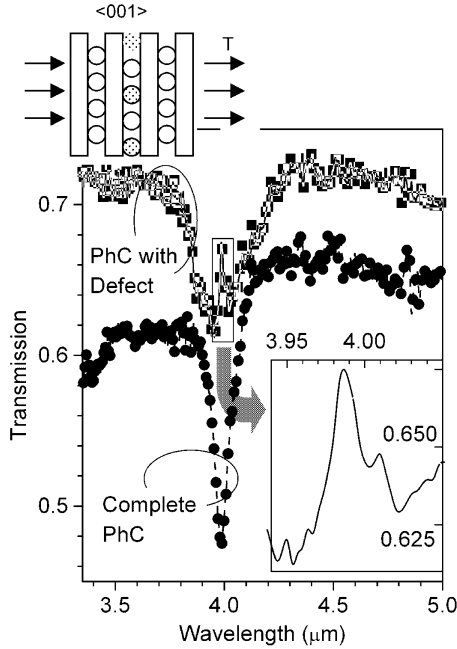 <001>
T
0.7
PhC with
Defect
0.6
3.95 4.00
Transmission
0.650
0.5
Complete
PhC
0.625
3.5 4.0 4.5 5.0
Wavelength (μm)